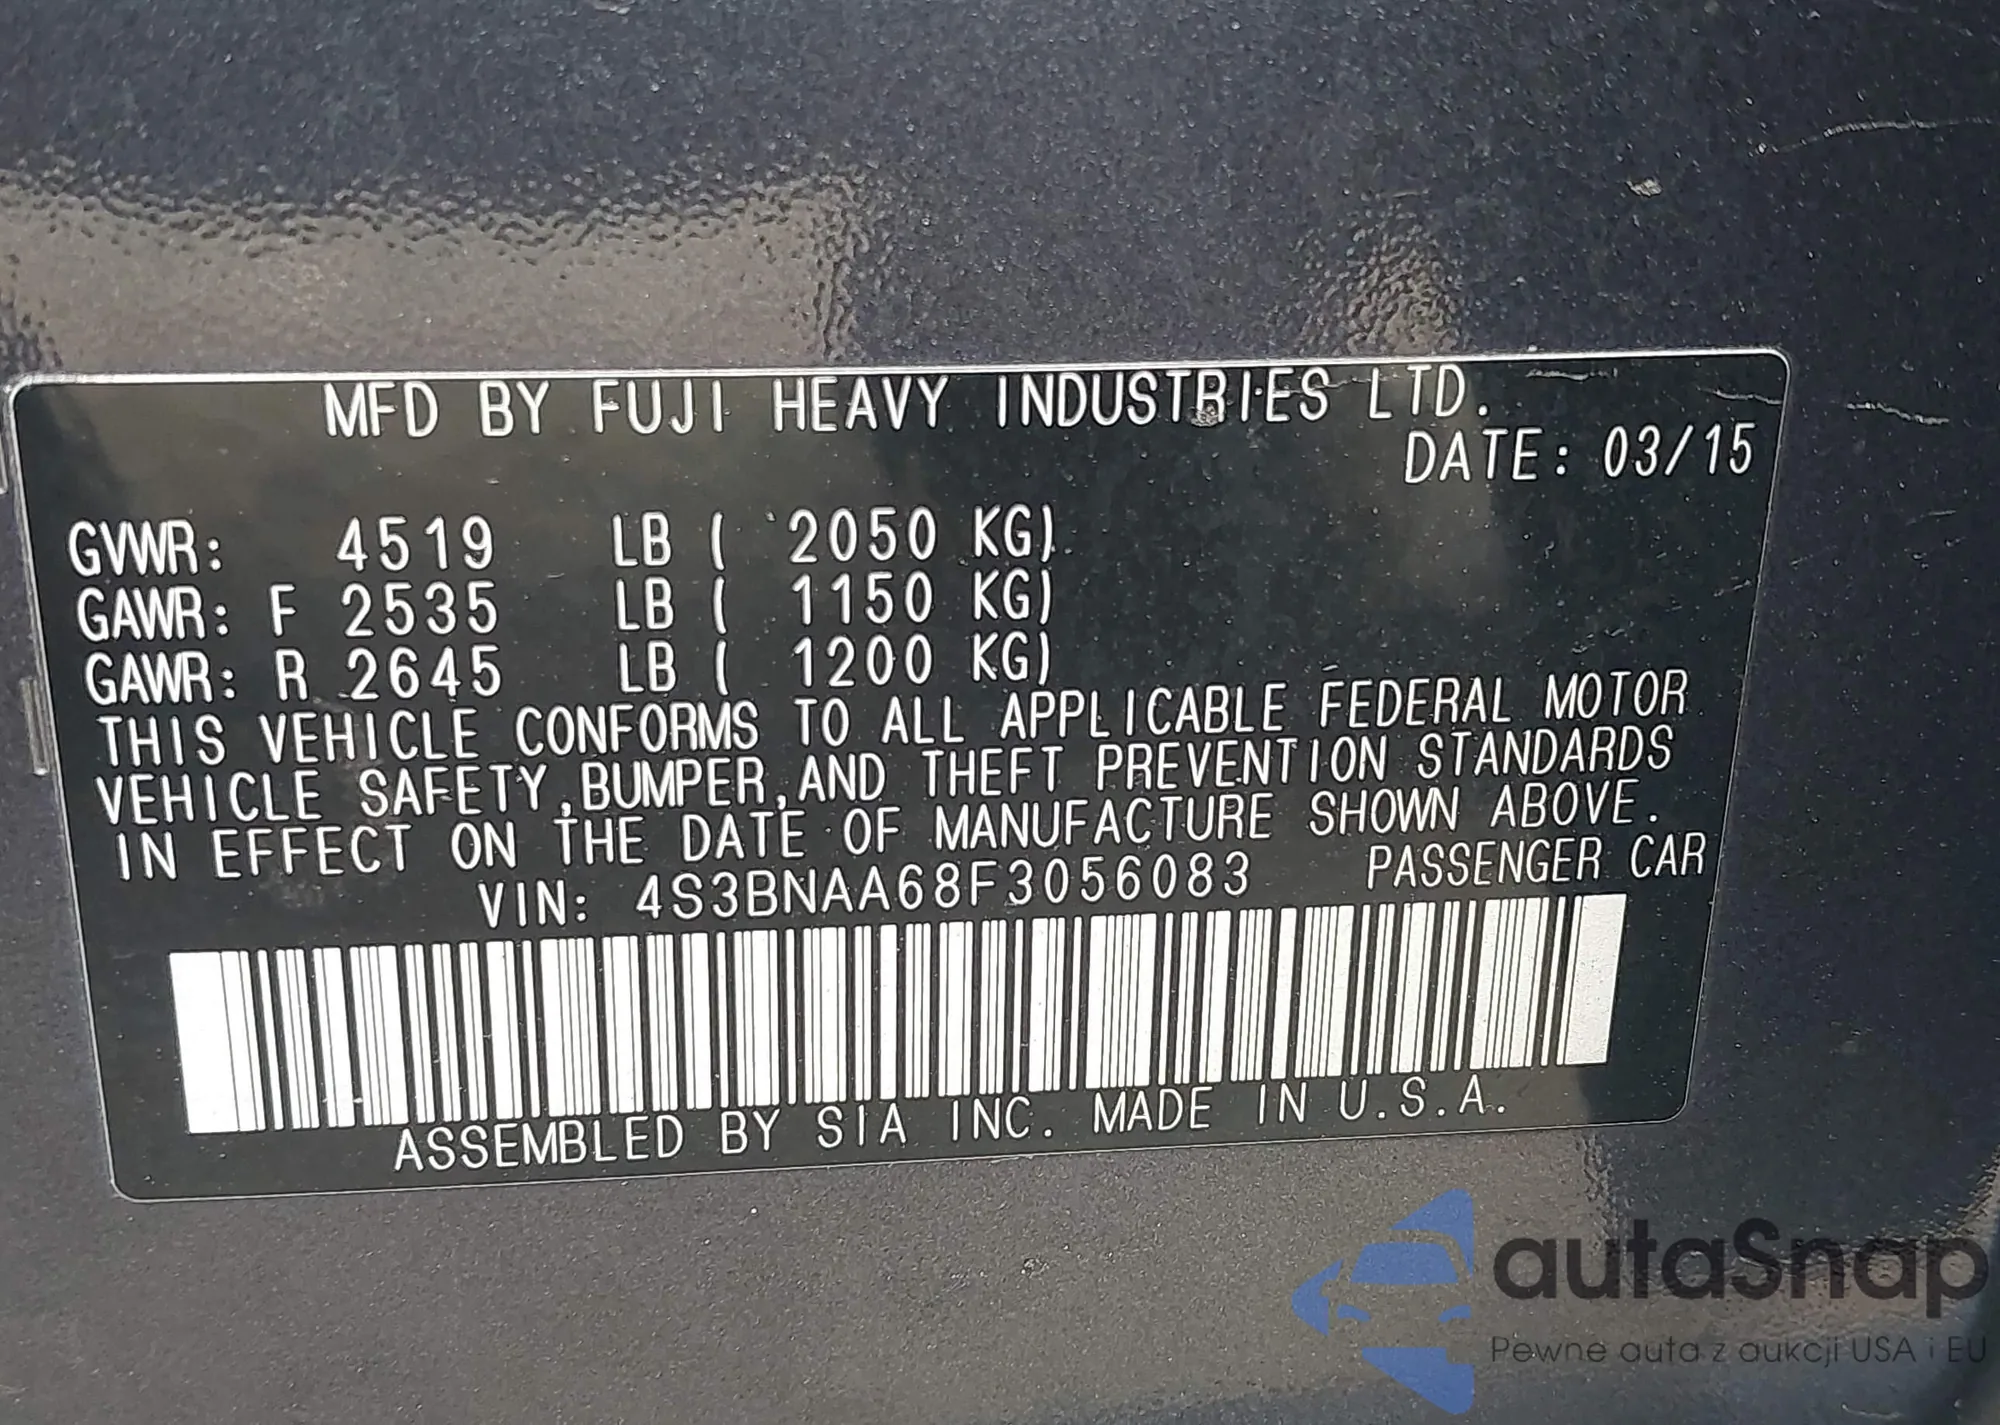 MFD BY FUJI HEAVY INDUSTRIES LTD.
DATE: 03/15
GVWR: 4519 LB ( 2050 KG)
GAWR: F 2535 LB ( 1150 KG)
GAWR: R 2645 LB ( 1200 KG)
THIS VEHICLE CONFORMS TO ALL APPLICABLE FEDERAL MOTOR
VEHICLE SAFETY,BUMPER,AND THEFT PREVENTION STANDARDS
IN EFFECT ON THE DATE OF MANUFACTURE SHOWN ABOVE.
VIN: 4S3BNAA68F3056083 PASSENGER CAR
ASSEMBLED BY SIA INC. MADE IN U.S.A.
autaSnap
Pewne auta z aukcji USA i EU